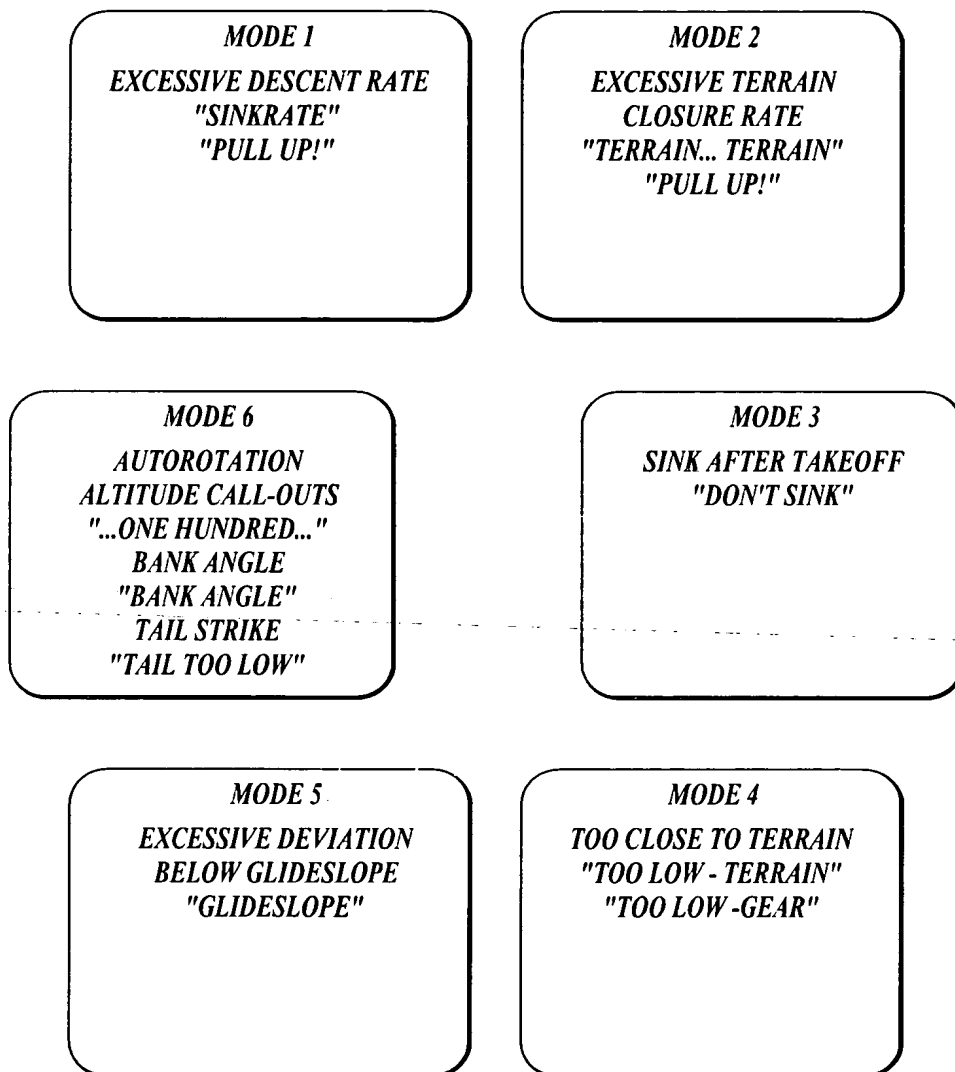 MODE 1
EXCESSIVE DESCENT RATE
"SINKRATE"
"PULL UP!"
MODE 2
EXCESSIVE TERRAIN
CLOSURE RATE
"TERRAIN... TERRAIN"
"PULL UP!"
MODE 6
AUTOROTATION
ALTITUDE CALL-OUTS
"...ONE HUNDRED..."
BANK ANGLE
"BANK ANGLE"
TAIL STRIKE
"TAIL TOO LOW"
MODE 3
SINK AFTER TAKEOFF
"DON'T SINK"
MODE 5
EXCESSIVE DEVIATION
BELOW GLIDESLOPE
"GLIDESLOPE"
MODE 4
TOO CLOSE TO TERRAIN
"TOO LOW - TERRAIN"
"TOO LOW -GEAR"